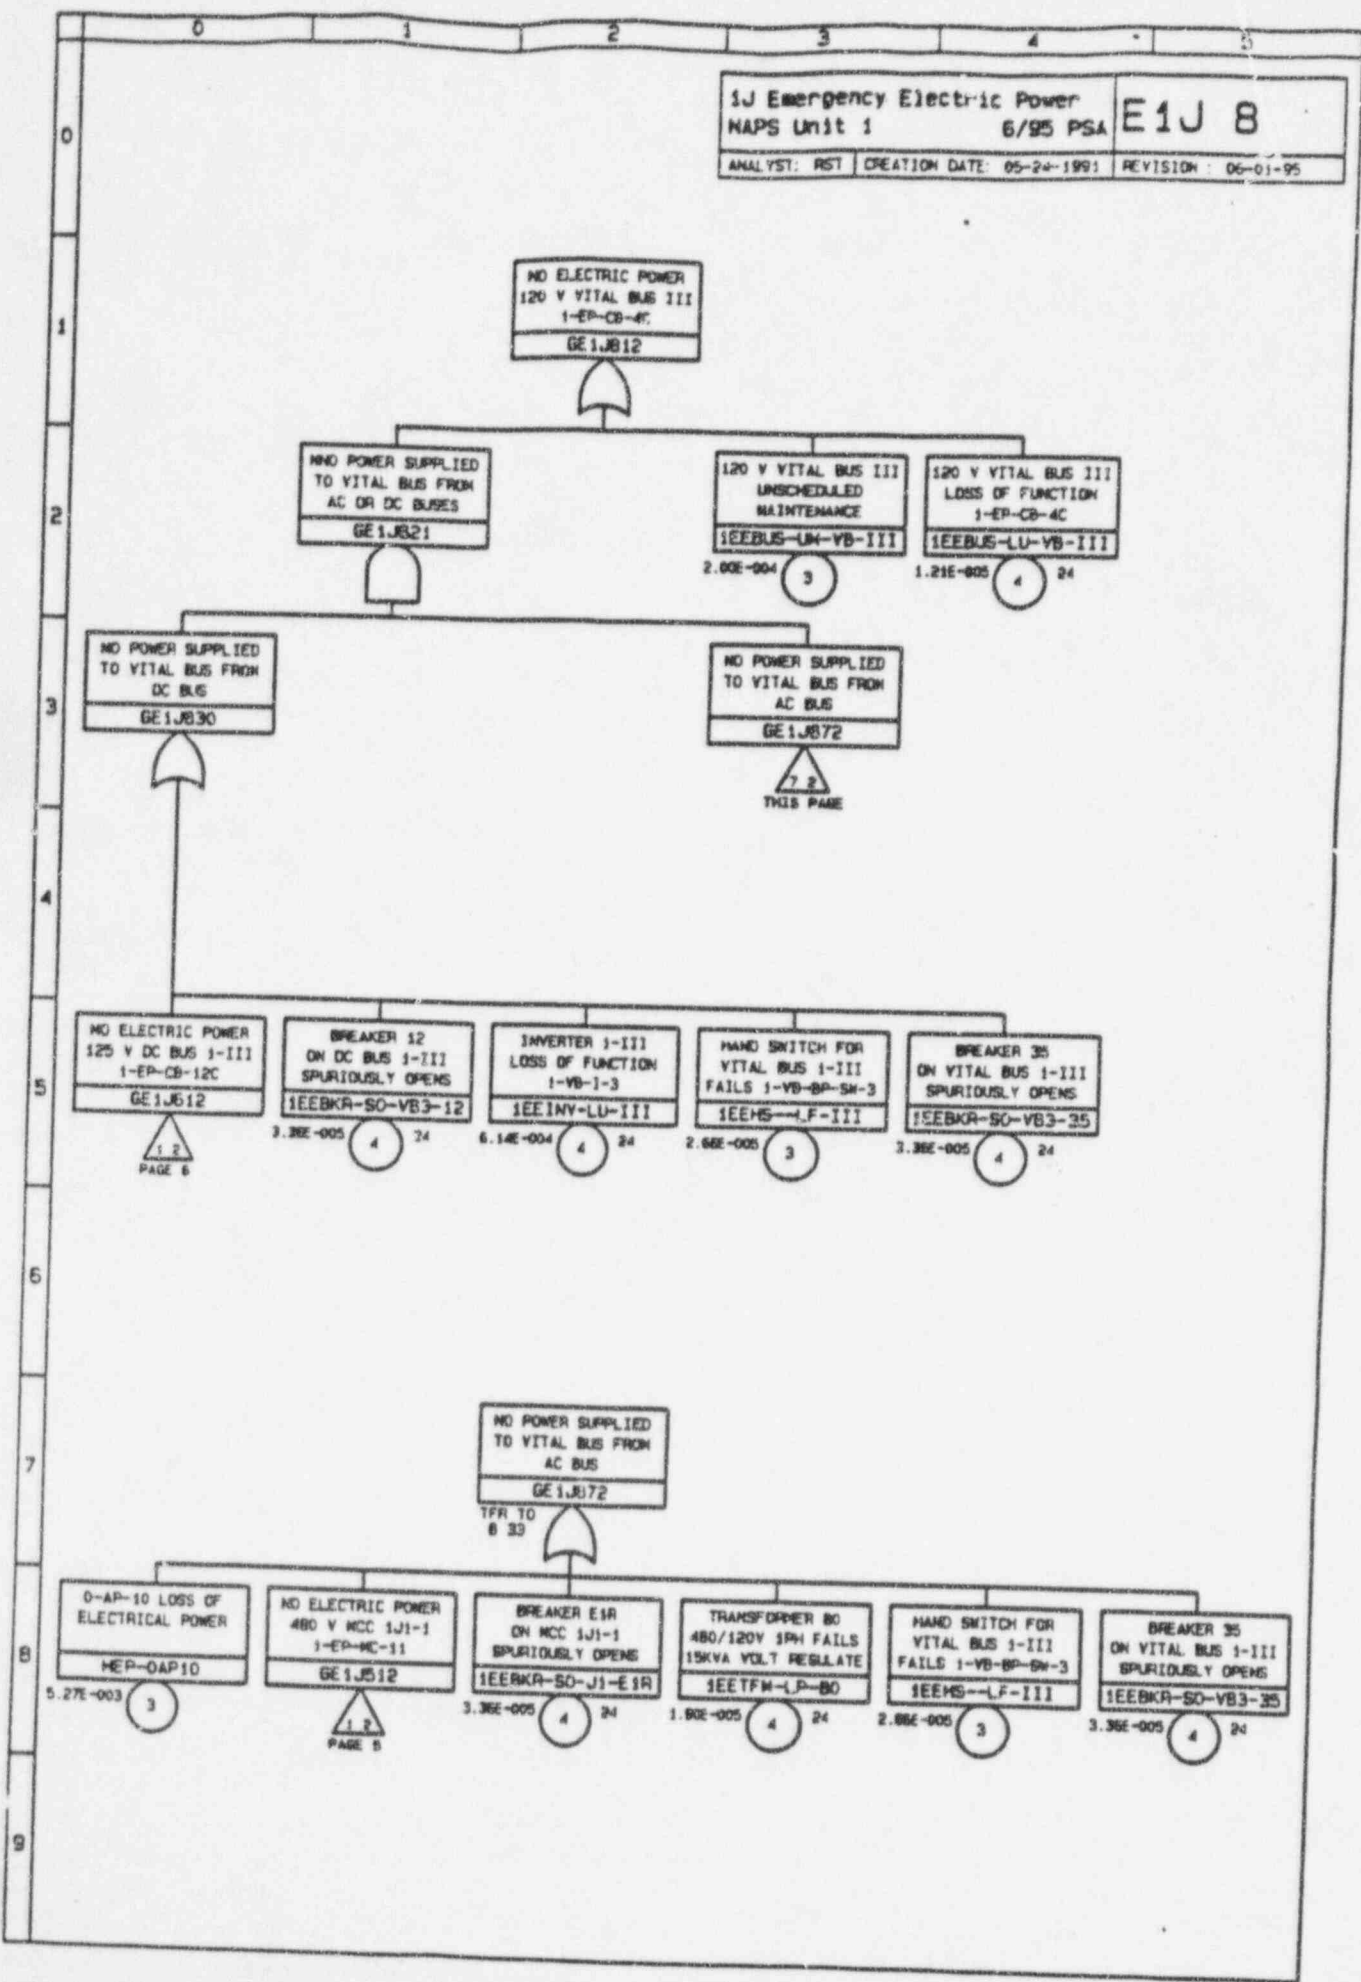 0 1 2 3 4 5
1J Emergency Electric Power
NAPS Unit 1 6/95 PSA
E1J 8
ANALYST: RST CREATION DATE: 05-24-1991 REVISION : 06-01-95
0
1
2
3
4
5
6
7
8
9
NO ELECTRIC POWER
120 V VITAL BUS III
1-EP-CB-4C
GE1J812
NNO POWER SUPPLIED
TO VITAL BUS FROM
AC OR DC BUSES
GE1J821
120 V VITAL BUS III
UNSCHEDULED
MAINTENANCE
1EEBUS-UM-VB-III
2.00E-004 3
120 V VITAL BUS III
LOSS OF FUNCTION
1-EP-CB-4C
1EEBUS-LU-VB-III
1.21E-005 4 24
NO POWER SUPPLIED
TO VITAL BUS FROM
DC BUS
GE1J830
NO POWER SUPPLIED
TO VITAL BUS FROM
AC BUS
GE1J872
7 2
THIS PAGE
NO ELECTRIC POWER
125 V DC BUS 1-III
1-EP-CB-12C
GE1J612
1 2
PAGE 6
BREAKER 12
ON DC BUS 1-III
SPURIOUSLY OPENS
1EEBKR-SO-VB3-12
3.36E-005 4 24
INVERTER 1-III
LOSS OF FUNCTION
1-VB-I-3
1EEINV-LU-III
6.14E-004 4 24
HAND SWITCH FOR
VITAL BUS 1-III
FAILS 1-VB-BP-SW-3
1EEHS--LF-III
2.66E-005 3
BREAKER 35
ON VITAL BUS 1-III
SPURIOUSLY OPENS
1EEBKR-SO-VB3-35
3.36E-005 4 24
NO POWER SUPPLIED
TO VITAL BUS FROM
AC BUS
GE1J872
TFR TO
8 33
0-AP-10 LOSS OF
ELECTRICAL POWER
HEP-0AP10
5.27E-003 3
NO ELECTRIC POWER
480 V MCC 1J1-1
1-EP-MC-11
GE1J512
1 2
PAGE 5
BREAKER E1R
ON MCC 1J1-1
SPURIOUSLY OPENS
1EEBKR-SO-J1-E1R
3.36E-005 4 24
TRANSFORMER 80
480/120V 1PH FAILS
15KVA VOLT REGULATE
1EETFM-LP-80
1.90E-005 4 24
HAND SWITCH FOR
VITAL BUS 1-III
FAILS 1-VB-BP-SW-3
1EEHS--LF-III
2.66E-005 3
BREAKER 35
ON VITAL BUS 1-III
SPURIOUSLY OPENS
1EEBKR-SO-VB3-35
3.36E-005 4 24